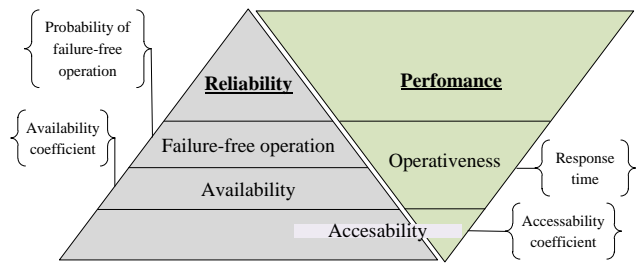 Probability of
failure-free
operation
Availability
coefficient
Reliability
Failure-free operation
Availability
Perfomance
Operativeness
Accesability
Response
time
Accessability
coefficient